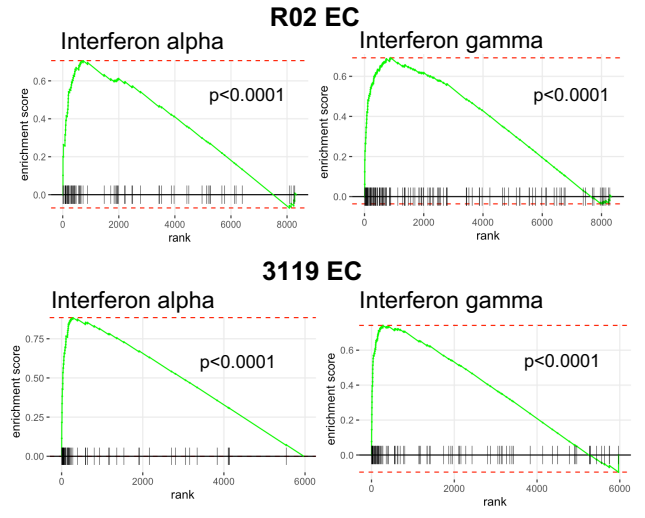 R02 EC
Interferon alpha
enrichment score
0.6
0.4
0.2
0.0
p<0.0001
0 2000 4000 6000 8000
rank
Interferon gamma
enrichment score
0.6
0.4
0.2
0.0
p<0.0001
0 2000 4000 6000 8000
rank
3119 EC
Interferon alpha
enrichment score
0.75
0.50
0.25
0.00
p<0.0001
0 2000 4000 6000
rank
Interferon gamma
enrichment score
0.6
0.4
0.2
0.0
p<0.0001
0 2000 4000 6000
rank